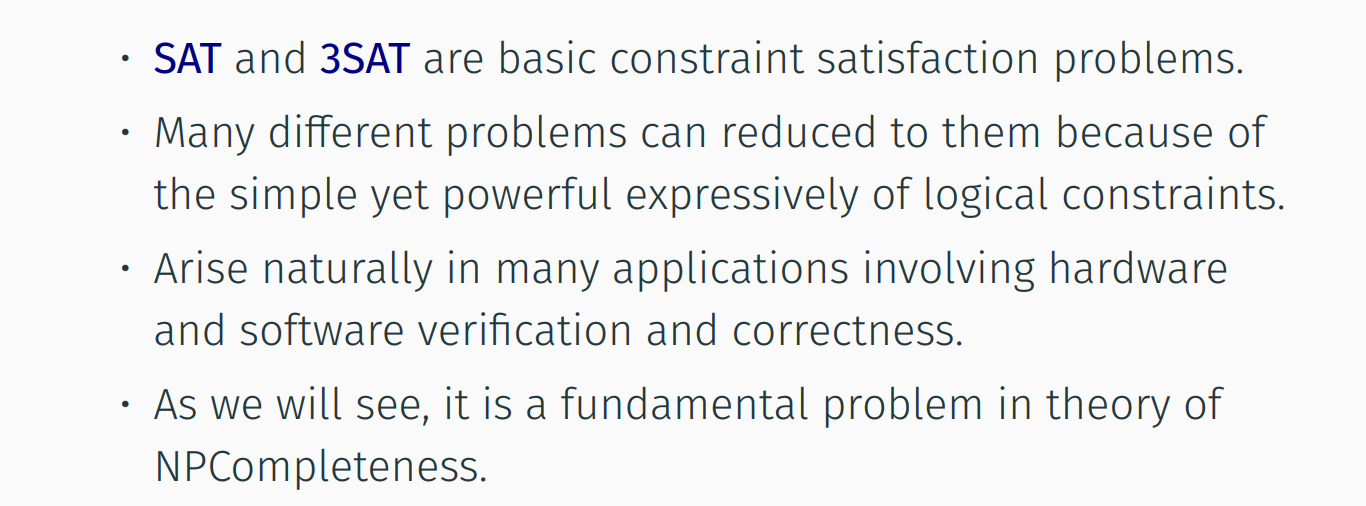 • SAT and 3SAT are basic constraint satisfaction problems.
• Many different problems can reduced to them because of
the simple yet powerful expressively of logical constraints.
• Arise naturally in many applications involving hardware
and software verification and correctness.
• As we will see, it is a fundamental problem in theory of
NPCompleteness.